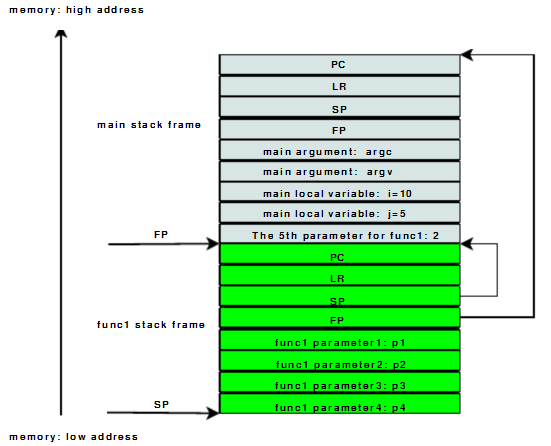 memory: high address
PC
LR
SP
main stack frame
FP
main argument: argc
main argument: argv
main local variable: i=10
main local variable: j=5
FP
The 5th parameter for func1: 2
PC
LR
SP
func1 stack frame
FP
func1 parameter1: p1
func1 parameter2: p2
func1 parameter3: p3
SP
func1 parameter4: p4
memory: low address